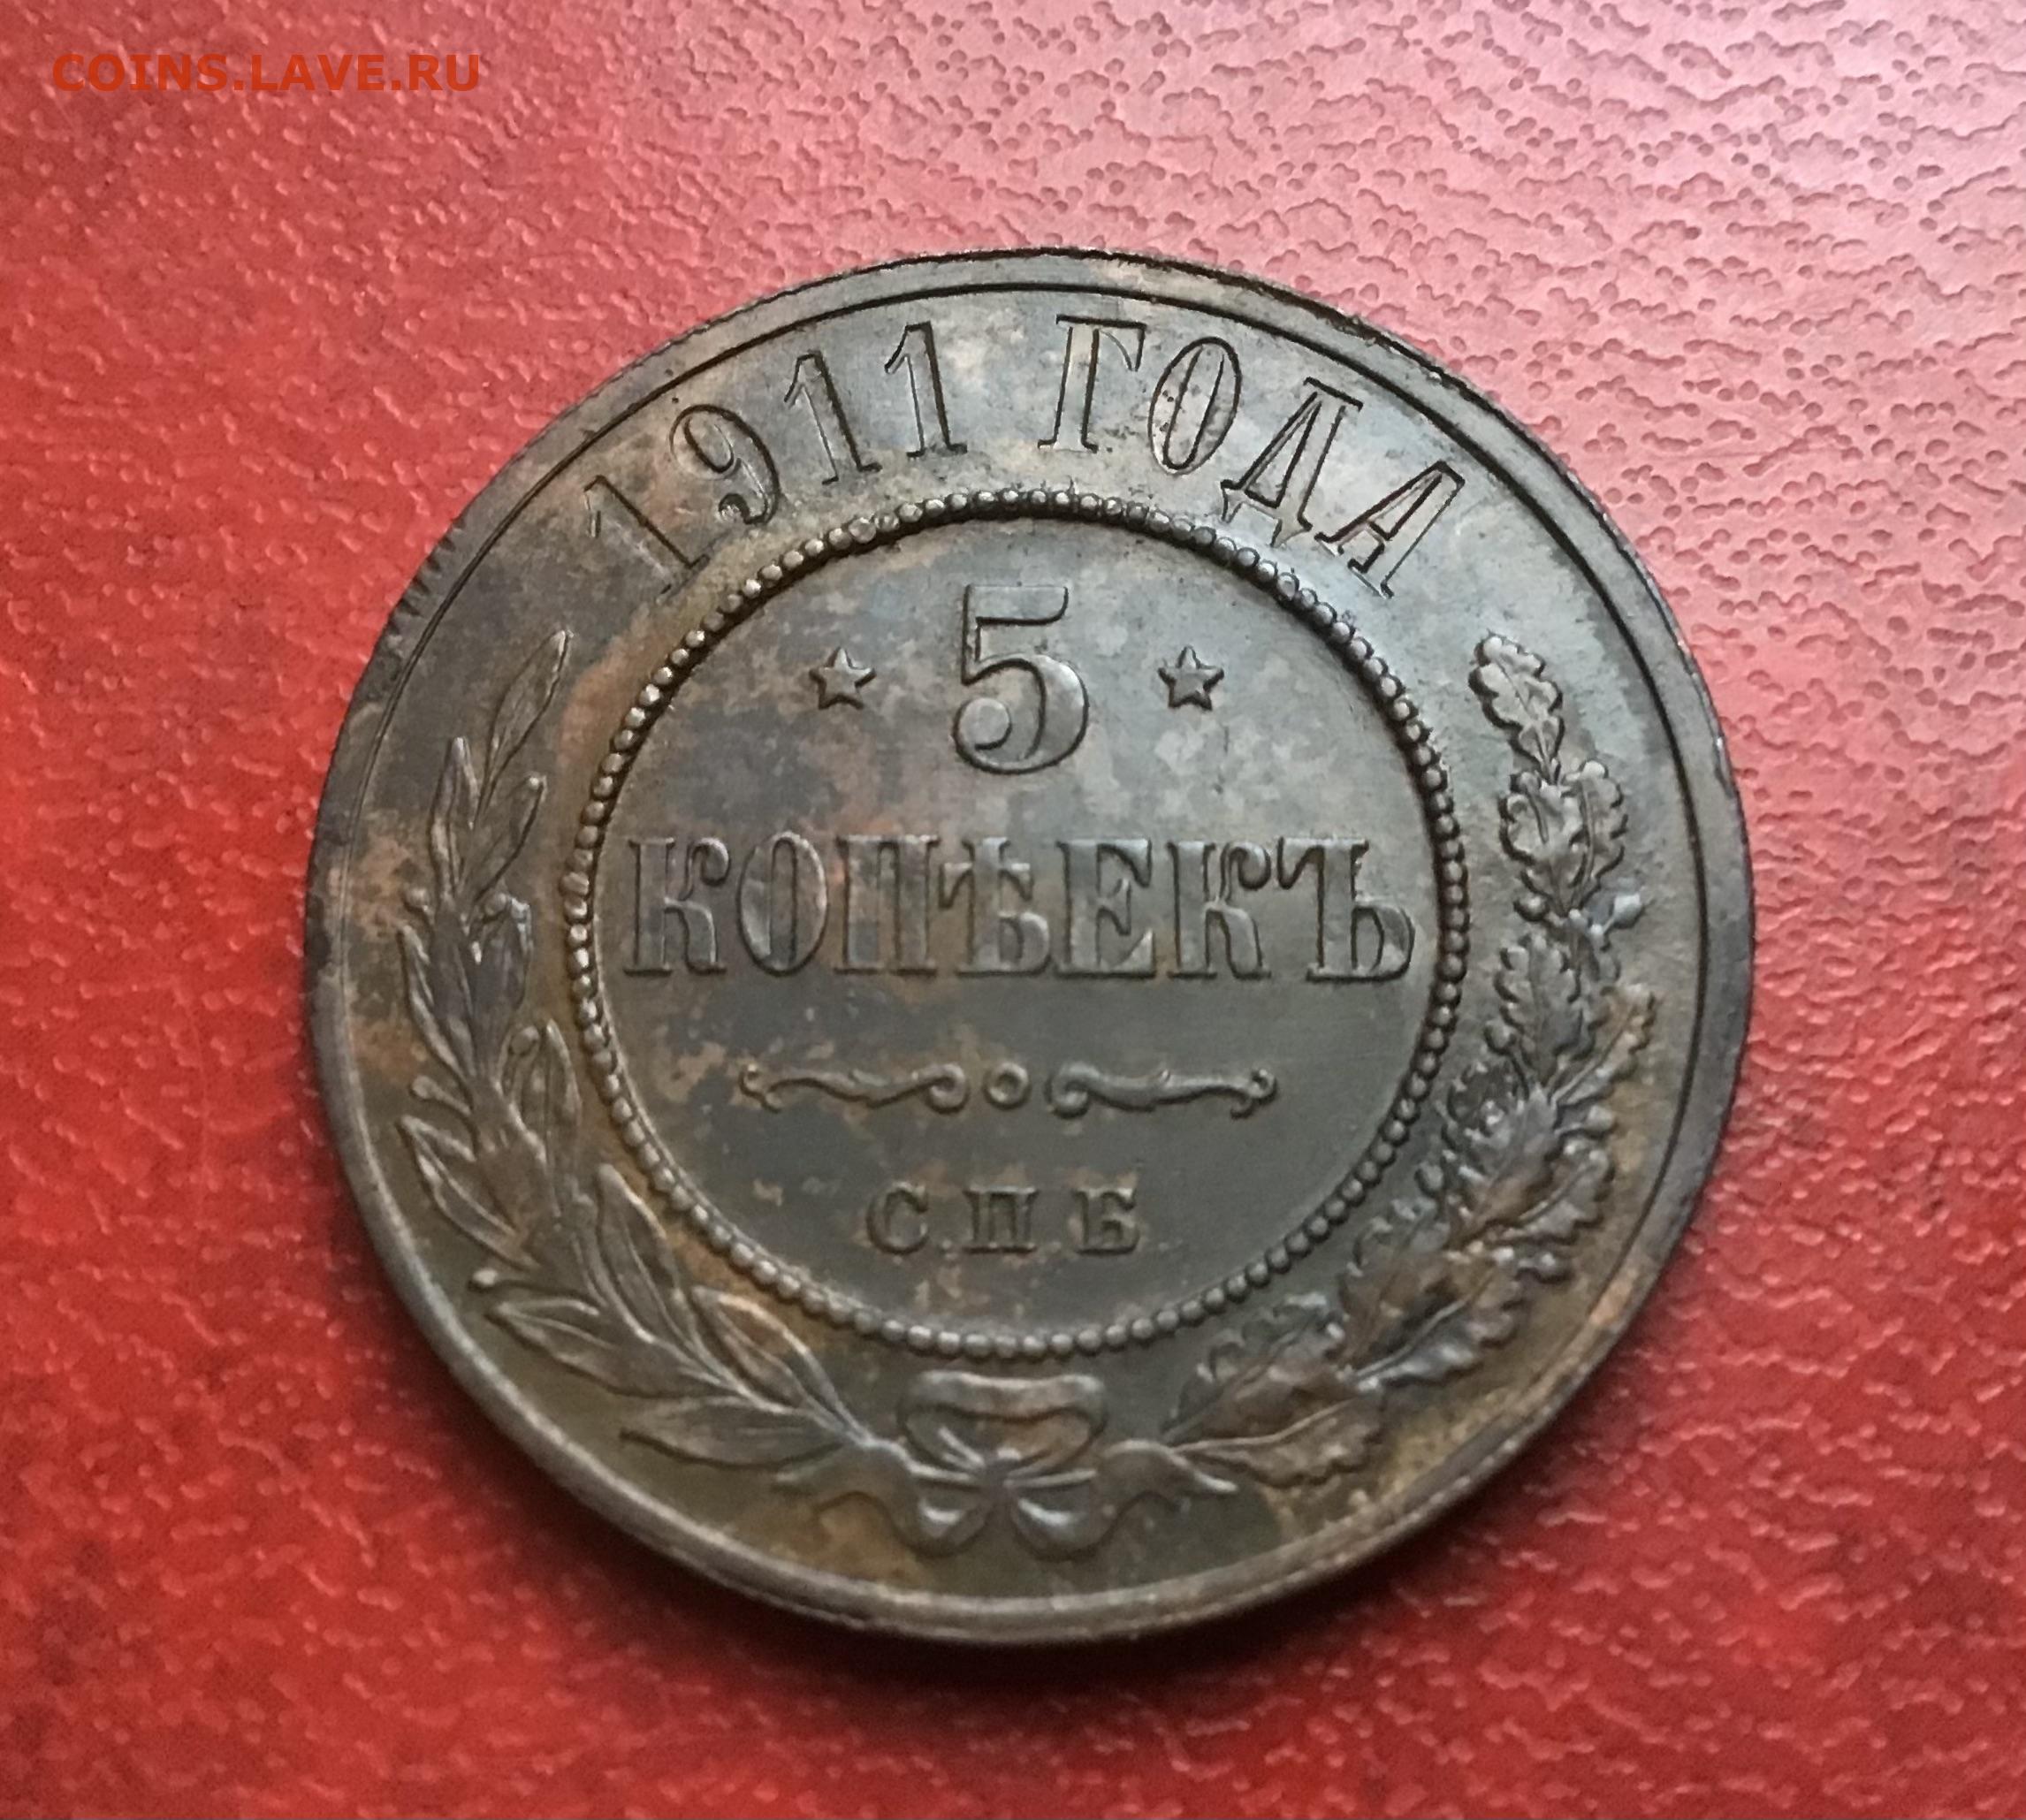 COINS.LAVE.RU
1911 ГОДА
5
КОПѢЕКЪ
СПБ